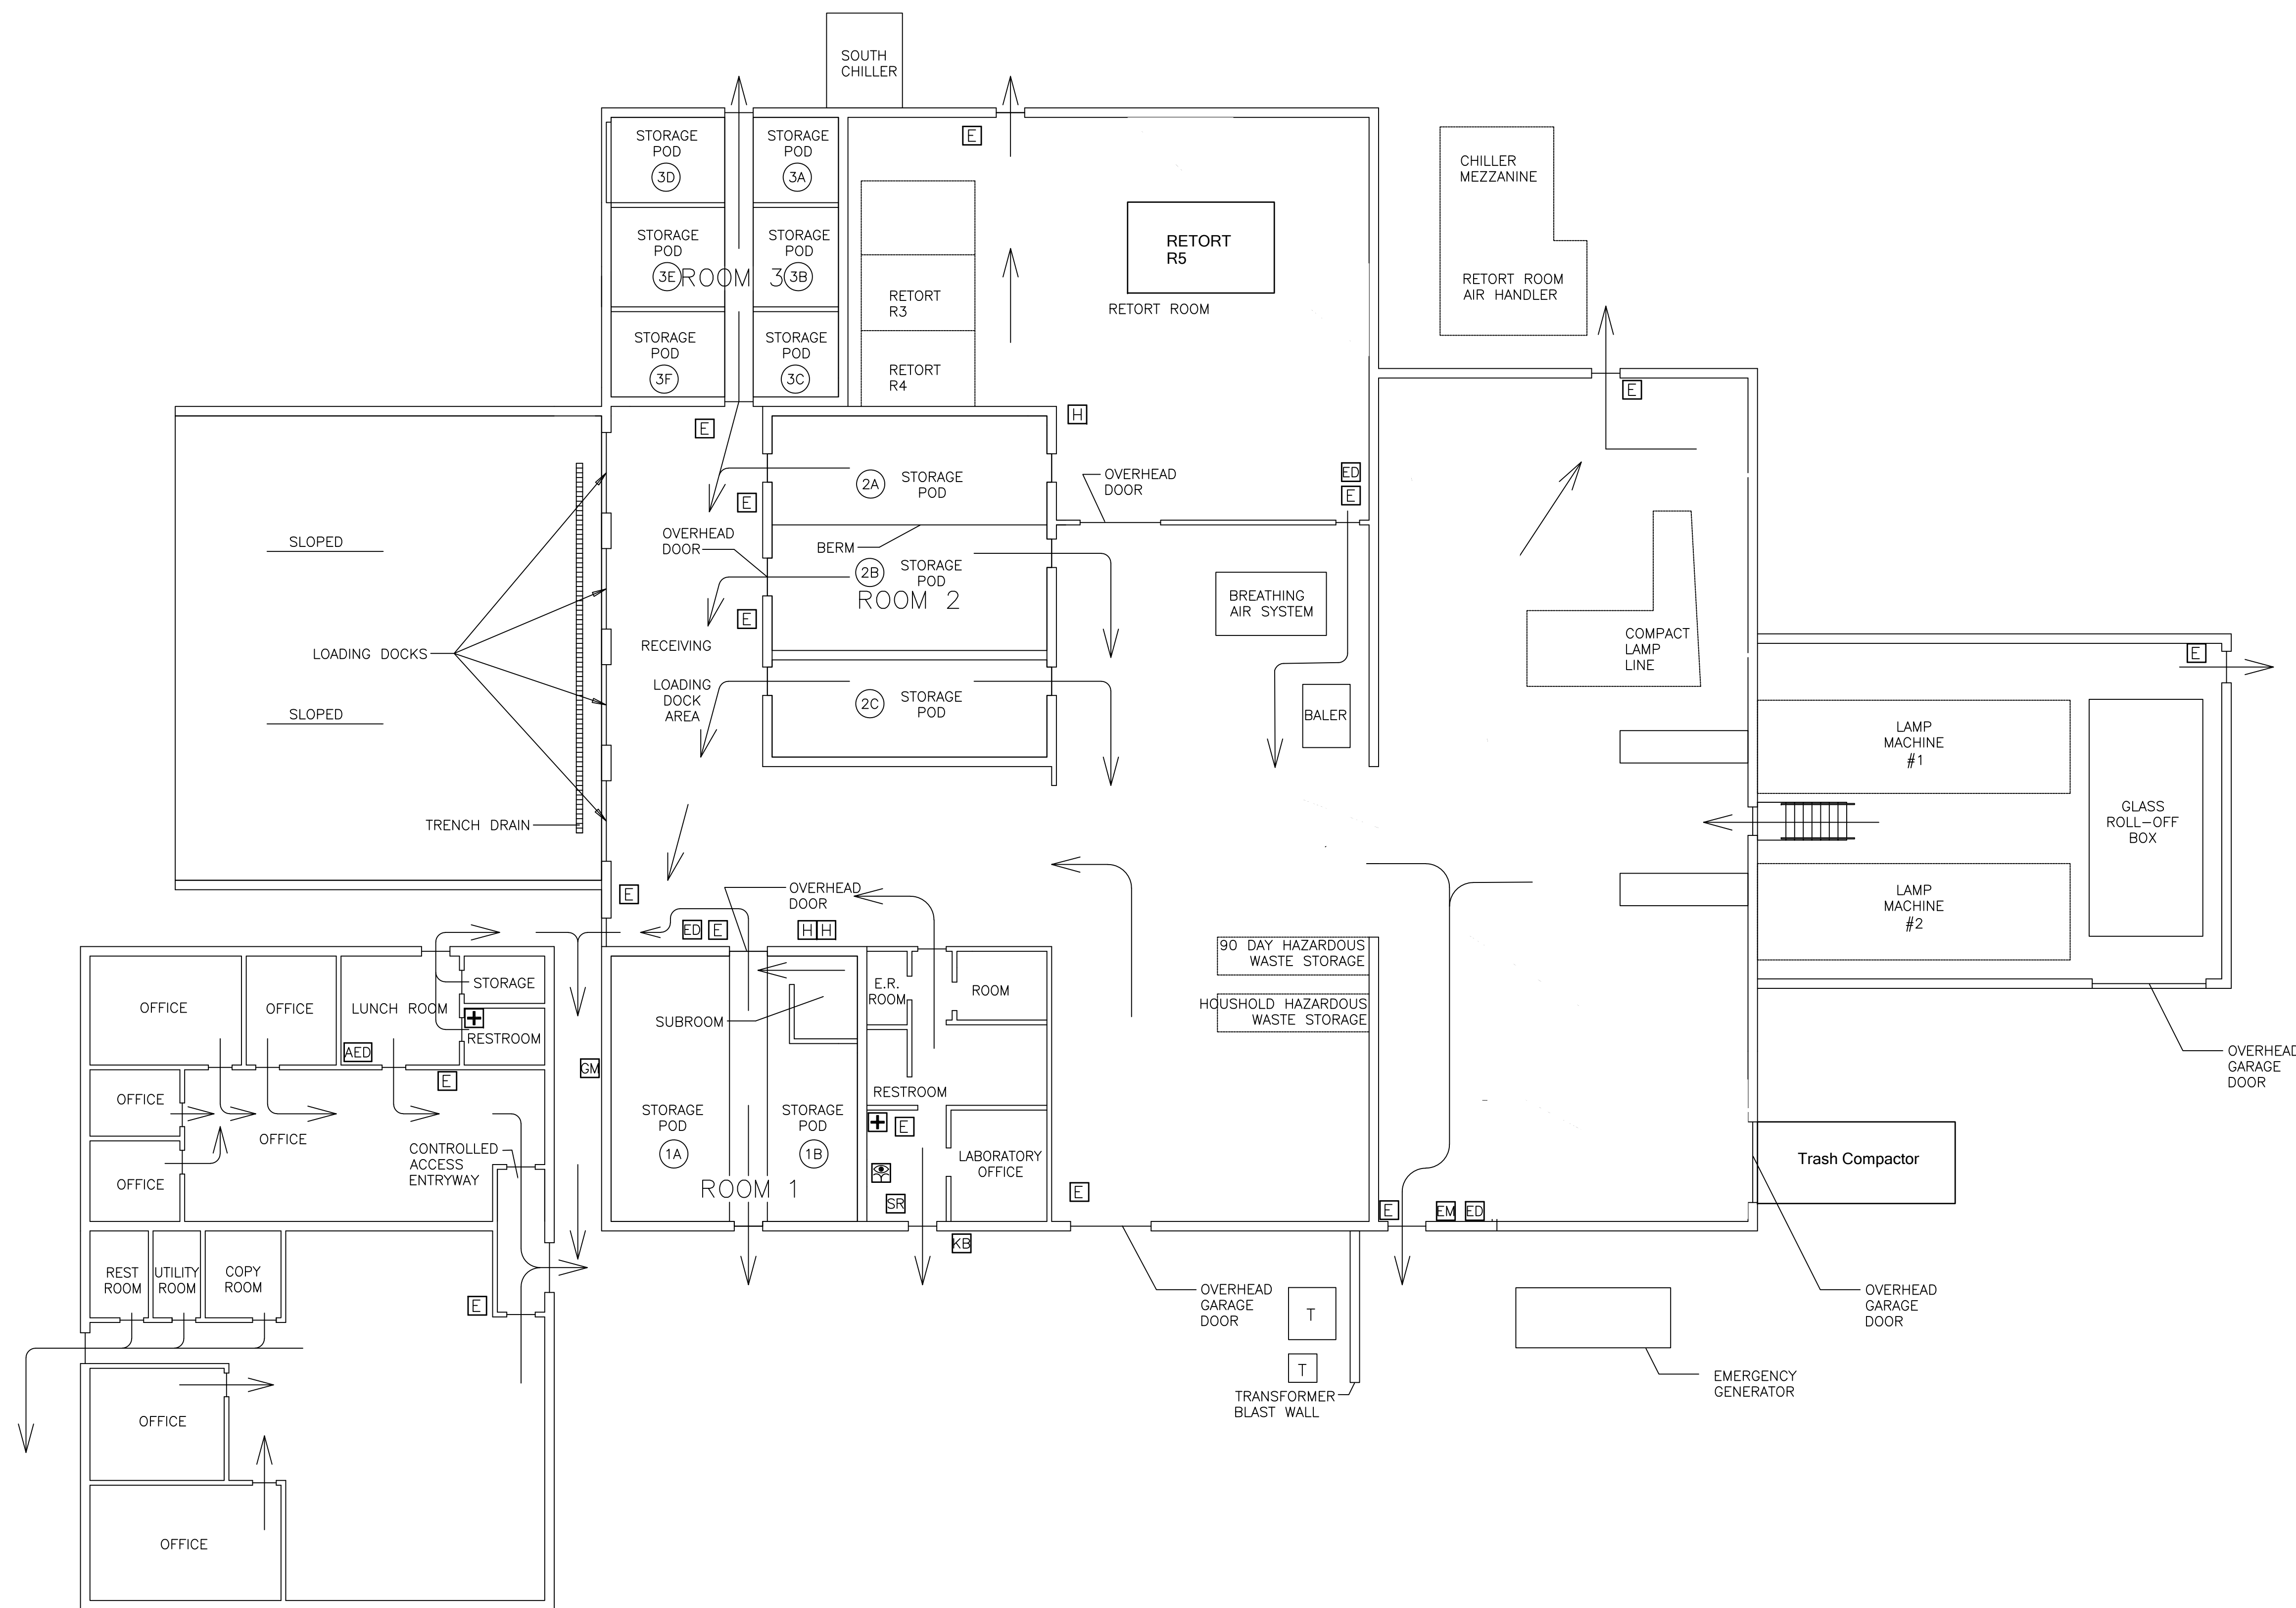 SOUTH
CHILLER
STORAGE
POD
3D
STORAGE
POD
3A
E
CHILLER
MEZZANINE
STORAGE
POD
3E
STORAGE
POD
3B
ROOM 3
RETORT
R5
RETORT ROOM
RETORT ROOM
AIR HANDLER
RETORT
R3
STORAGE
POD
3F
STORAGE
POD
3C
RETORT
R4
E
H
E
2A
STORAGE
POD
OVERHEAD
DOOR
ED
E
E
SLOPED
OVERHEAD
DOOR
BERM
2B
STORAGE
POD
ROOM 2
BREATHING
AIR SYSTEM
E
LOADING DOCKS
RECEIVING
COMPACT
LAMP
LINE
E
LOADING
DOCK
AREA
2C
STORAGE
POD
BALER
SLOPED
LAMP
MACHINE
#1
TRENCH DRAIN
GLASS
ROLL-OFF
BOX
E
OVERHEAD
DOOR
LAMP
MACHINE
#2
ED
E
H
H
90 DAY HAZARDOUS
WASTE STORAGE
OFFICE
OFFICE
LUNCH ROOM
STORAGE
E.R.
ROOM
ROOM
HOUSHOLD HAZARDOUS
WASTE STORAGE
SUBROOM
RESTROOM
AED
E
GM
OVERHEAD
GARAGE
DOOR
OFFICE
OFFICE
RESTROOM
STORAGE
POD
1A
STORAGE
POD
1B
E
CONTROLLED
ACCESS
ENTRYWAY
LABORATORY
OFFICE
Trash Compactor
OFFICE
ROOM 1
SR
E
E
EM
ED
KB
REST
ROOM
UTILITY
ROOM
COPY
ROOM
E
OVERHEAD
GARAGE
DOOR
T
OVERHEAD
GARAGE
DOOR
T
TRANSFORMER
BLAST WALL
EMERGENCY
GENERATOR
OFFICE
OFFICE